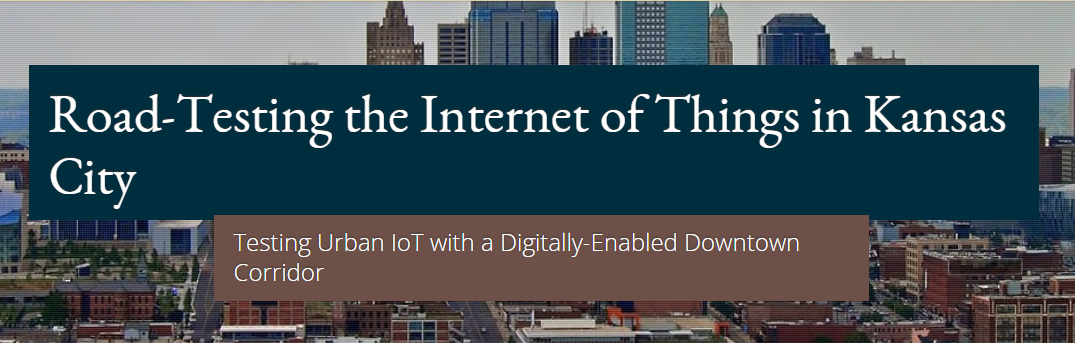 Road-Testing the Internet of Things in Kansas
City
Testing Urban IoT with a Digitally-Enabled Downtown
Corridor